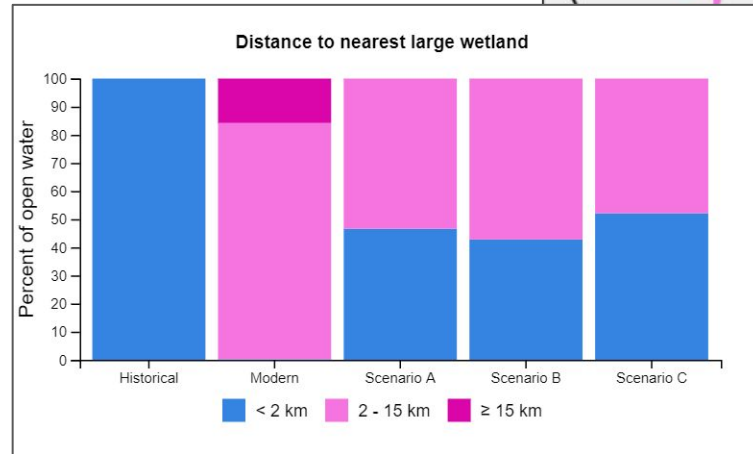 Distance to nearest large wetland
Percent of open water
100
90
80
70
60
50
40
30
20
10
0
Historical Modern Scenario A Scenario B Scenario C
< 2 km 2 - 15 km ≥ 15 km